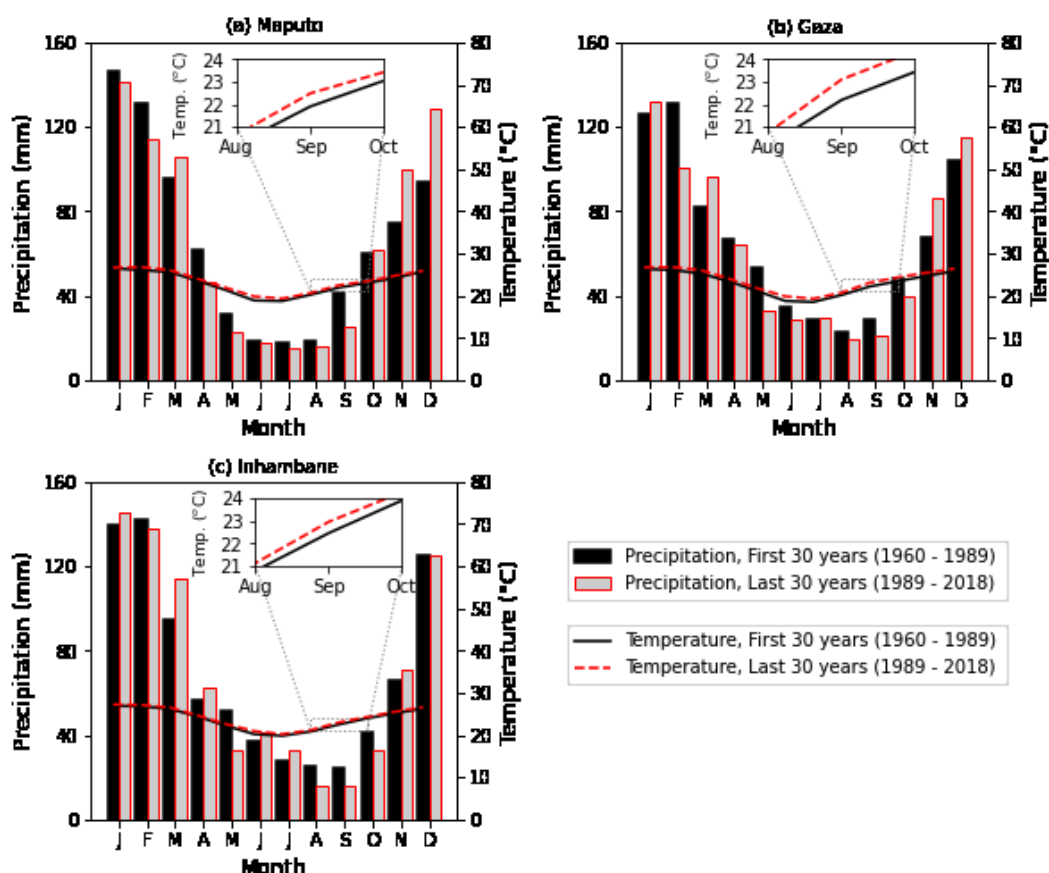 (a) Maputo
Precipitation (mm)
160
120
80
40
0
Temp. (°C)
24
23
22
21
Aug Sep Oct
80
70
60
50
40
30
20
10
0
Temperature (°C)
J F M A M J J A S O N D
Month
(b) Gaza
Precipitation (mm)
160
120
80
40
0
Temp. (°C)
24
23
22
21
Aug Sep Oct
80
70
60
50
40
30
20
10
0
Temperature (°C)
J F M A M J J A S O N D
Month
(c) Inhambane
Precipitation (mm)
160
120
80
40
0
Temp. (°C)
24
23
22
21
Aug Sep Oct
80
70
60
50
40
30
20
10
0
Temperature (°C)
J F M A M J J A S O N D
Month
Precipitation, First 30 years (1960 - 1989)
Precipitation, Last 30 years (1989 - 2018)
Temperature, First 30 years (1960 - 1989)
Temperature, Last 30 years (1989 - 2018)